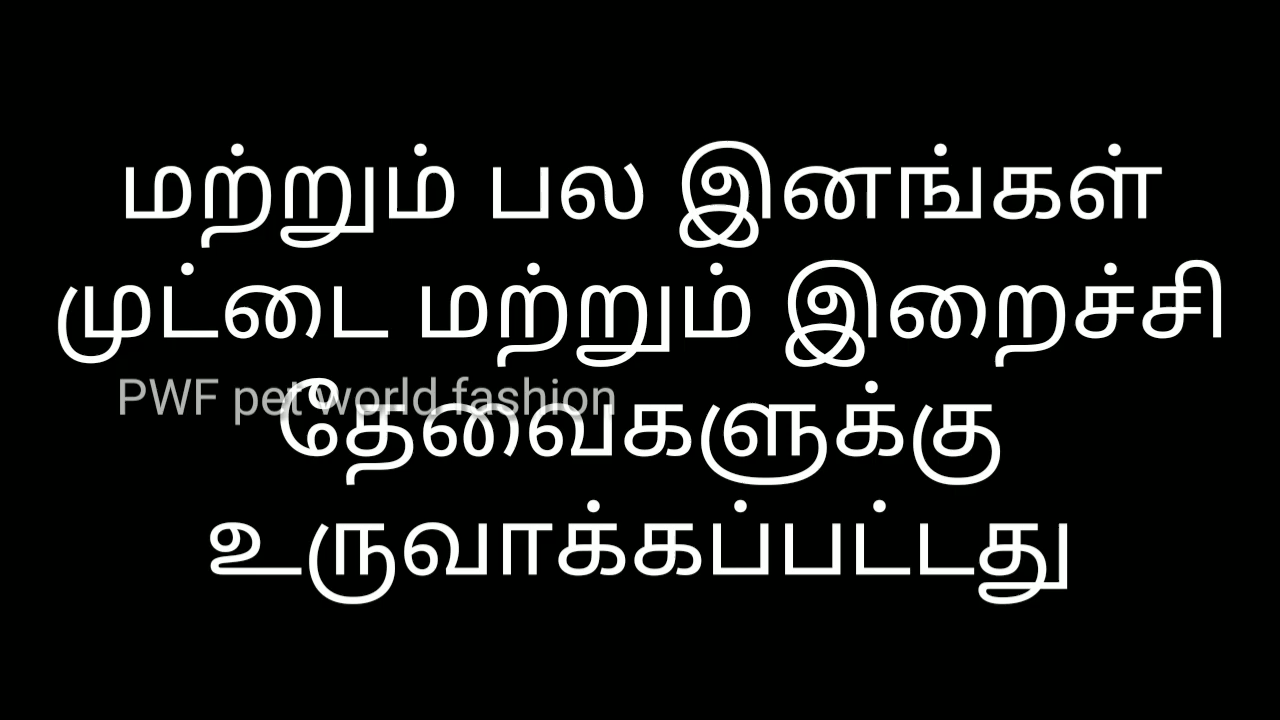 மற்றும் பல இனங்கள்
முட்டை மற்றும் இறைச்சி
PWF pet world fashion
தேவைகளுக்கு
உருவாக்கப்பட்டது